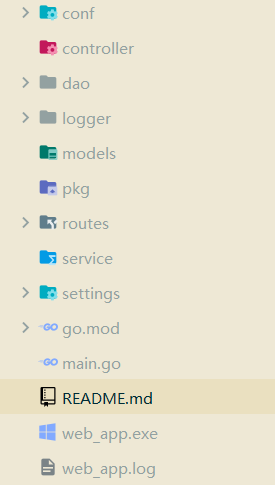 conf
controller
dao
logger
models
pkg
routes
service
settings
go.mod
main.go
README.md
web_app.exe
web_app.log